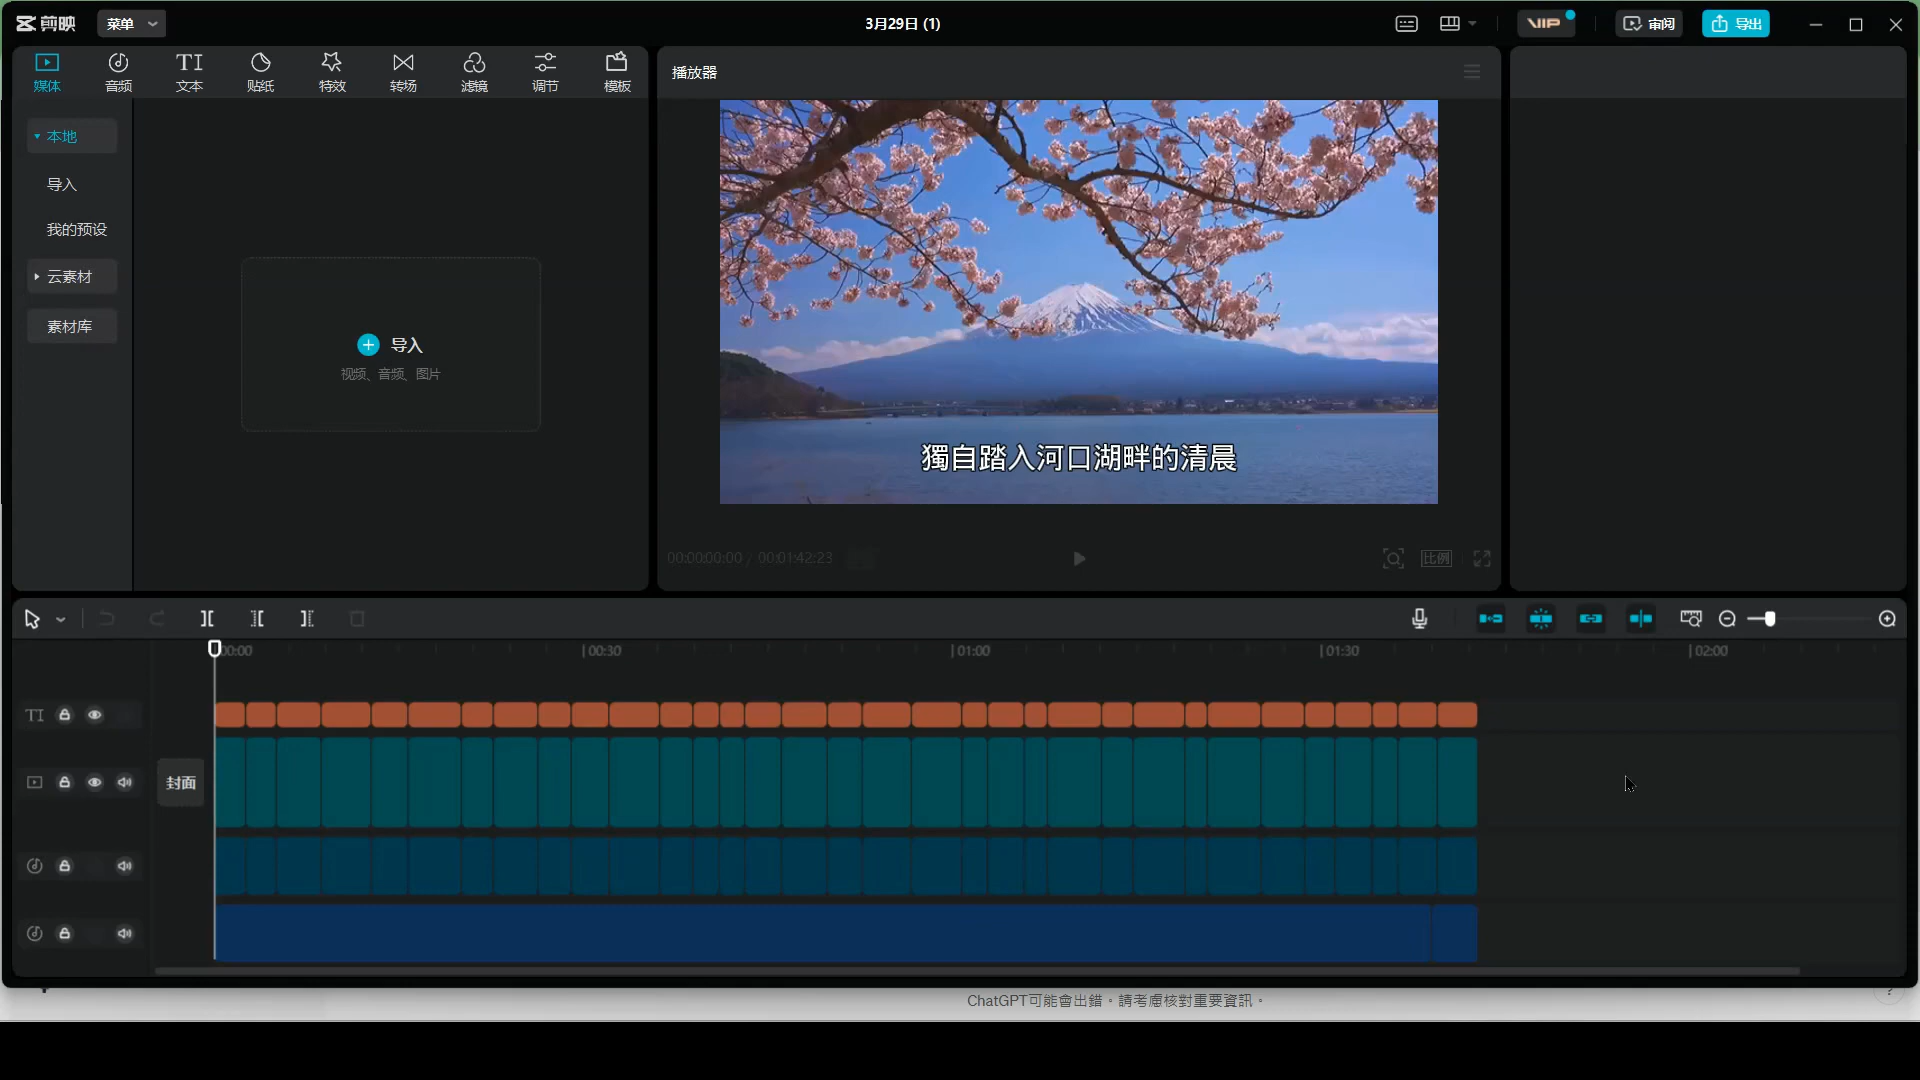 剪映
菜单
3月29日 (1)
VIP
审阅
导出
媒体
音频
文本
贴纸
特效
转场
滤镜
调节
模板
播放器
本地
导入
我的预设
云素材
素材库
导入
视频、音频、图片
獨自踏入河口湖畔的清晨
00:00:00:00 / 00:01:42:23
比例
00:00
00:30
01:00
01:30
02:00
TI
封面
ChatGPT可能會出錯。請考慮核對重要資訊。
?